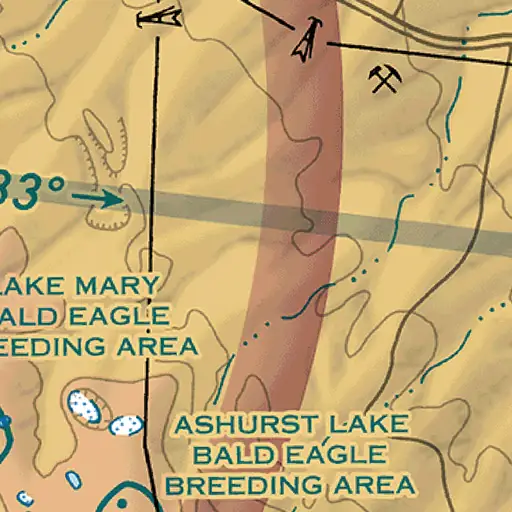 33°
LAKE MARY
BALD EAGLE
BREEDING AREA
ASHURST LAKE
BALD EAGLE
BREEDING AREA